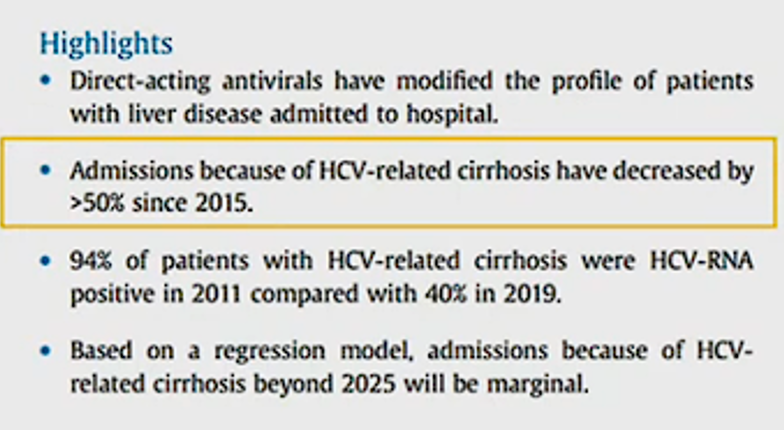 Highlights
• Direct-acting antivirals have modified the profile of patients
with liver disease admitted to hospital.
• Admissions because of HCV-related cirrhosis have decreased by
>50% since 2015.
• 94% of patients with HCV-related cirrhosis were HCV-RNA
positive in 2011 compared with 40% in 2019.
• Based on a regression model, admissions because of HCV-
related cirrhosis beyond 2025 will be marginal.